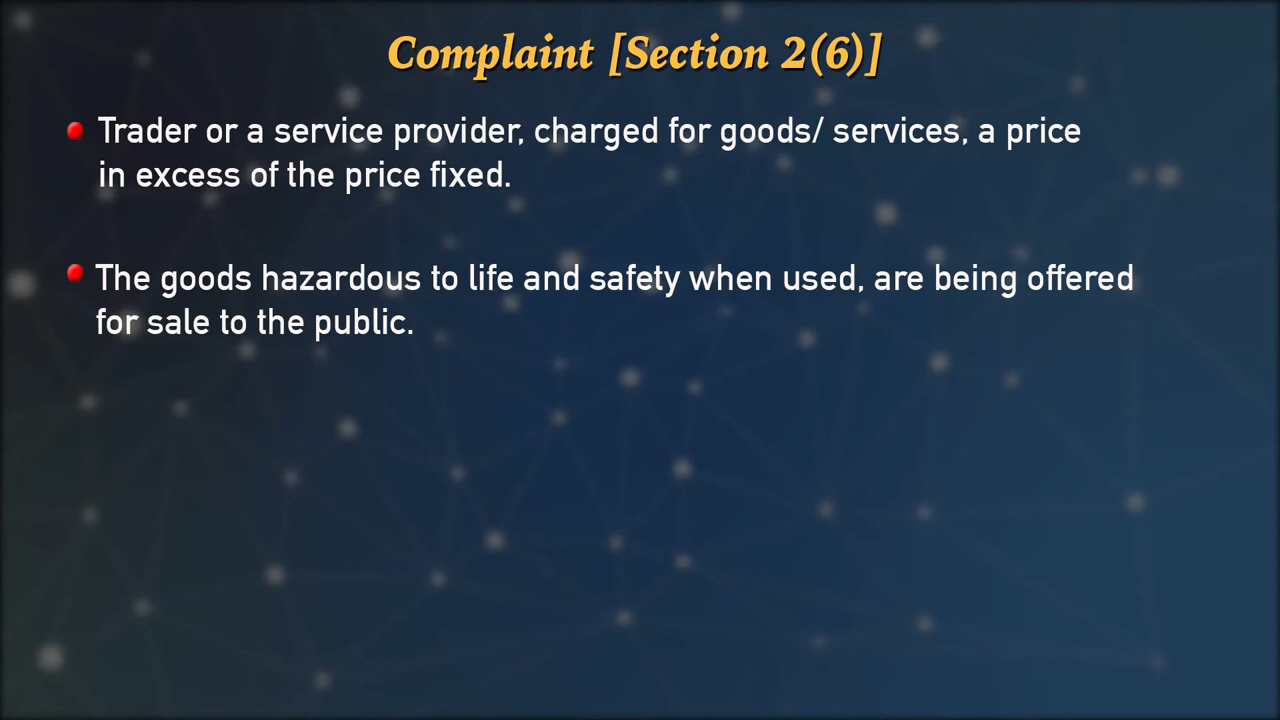 Complaint [Section 2(6)]
Trader or a service provider, charged for goods/ services, a price
in excess of the price fixed.
The goods hazardous to life and safety when used, are being offered
for sale to the public.